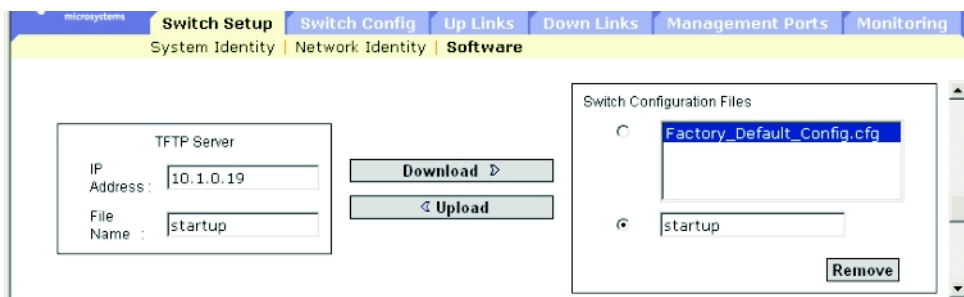 microsystems
Switch Setup Switch Config Up Links Down Links Management Ports Monitoring
System Identity | Network Identity | Software
Switch Configuration Files
Factory_Default_Config.cfg
TFTP Server
IP Address : 10.1.0.19
Download
Upload
File Name : startup
startup
Remove